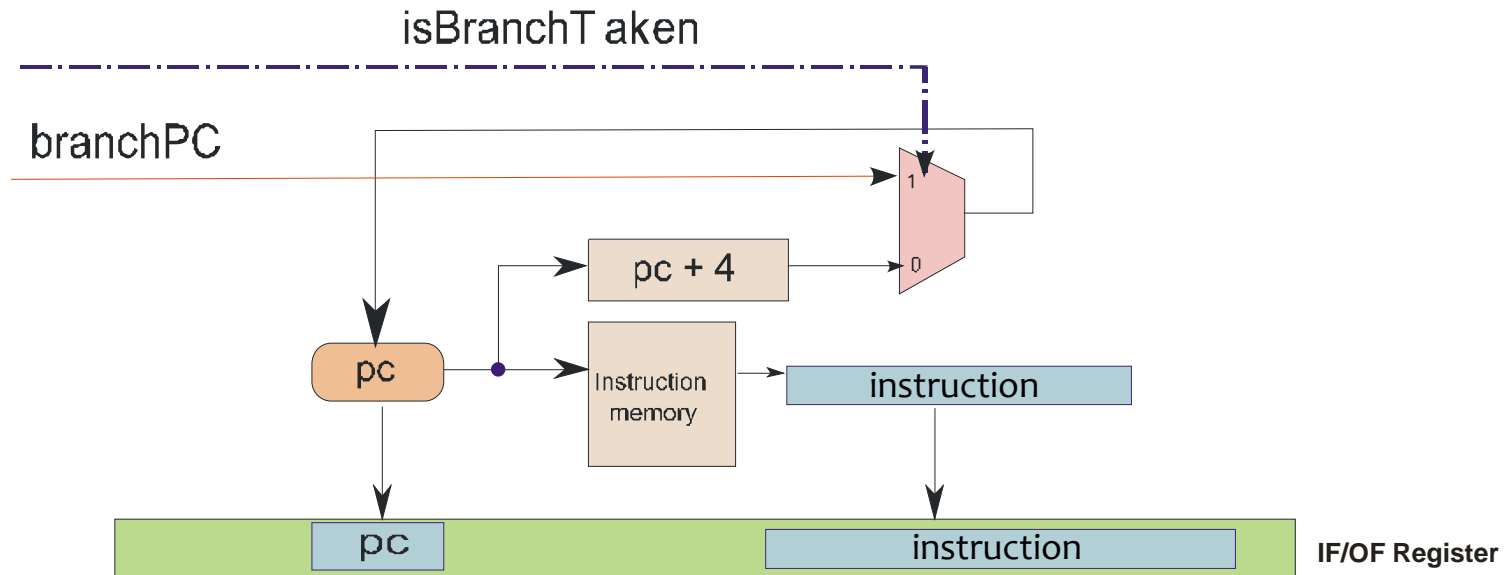 isBranchT aken
branchPC
1
pc + 4
0
pc
Instruction
memory
instruction
pc
instruction
IF/OF Register